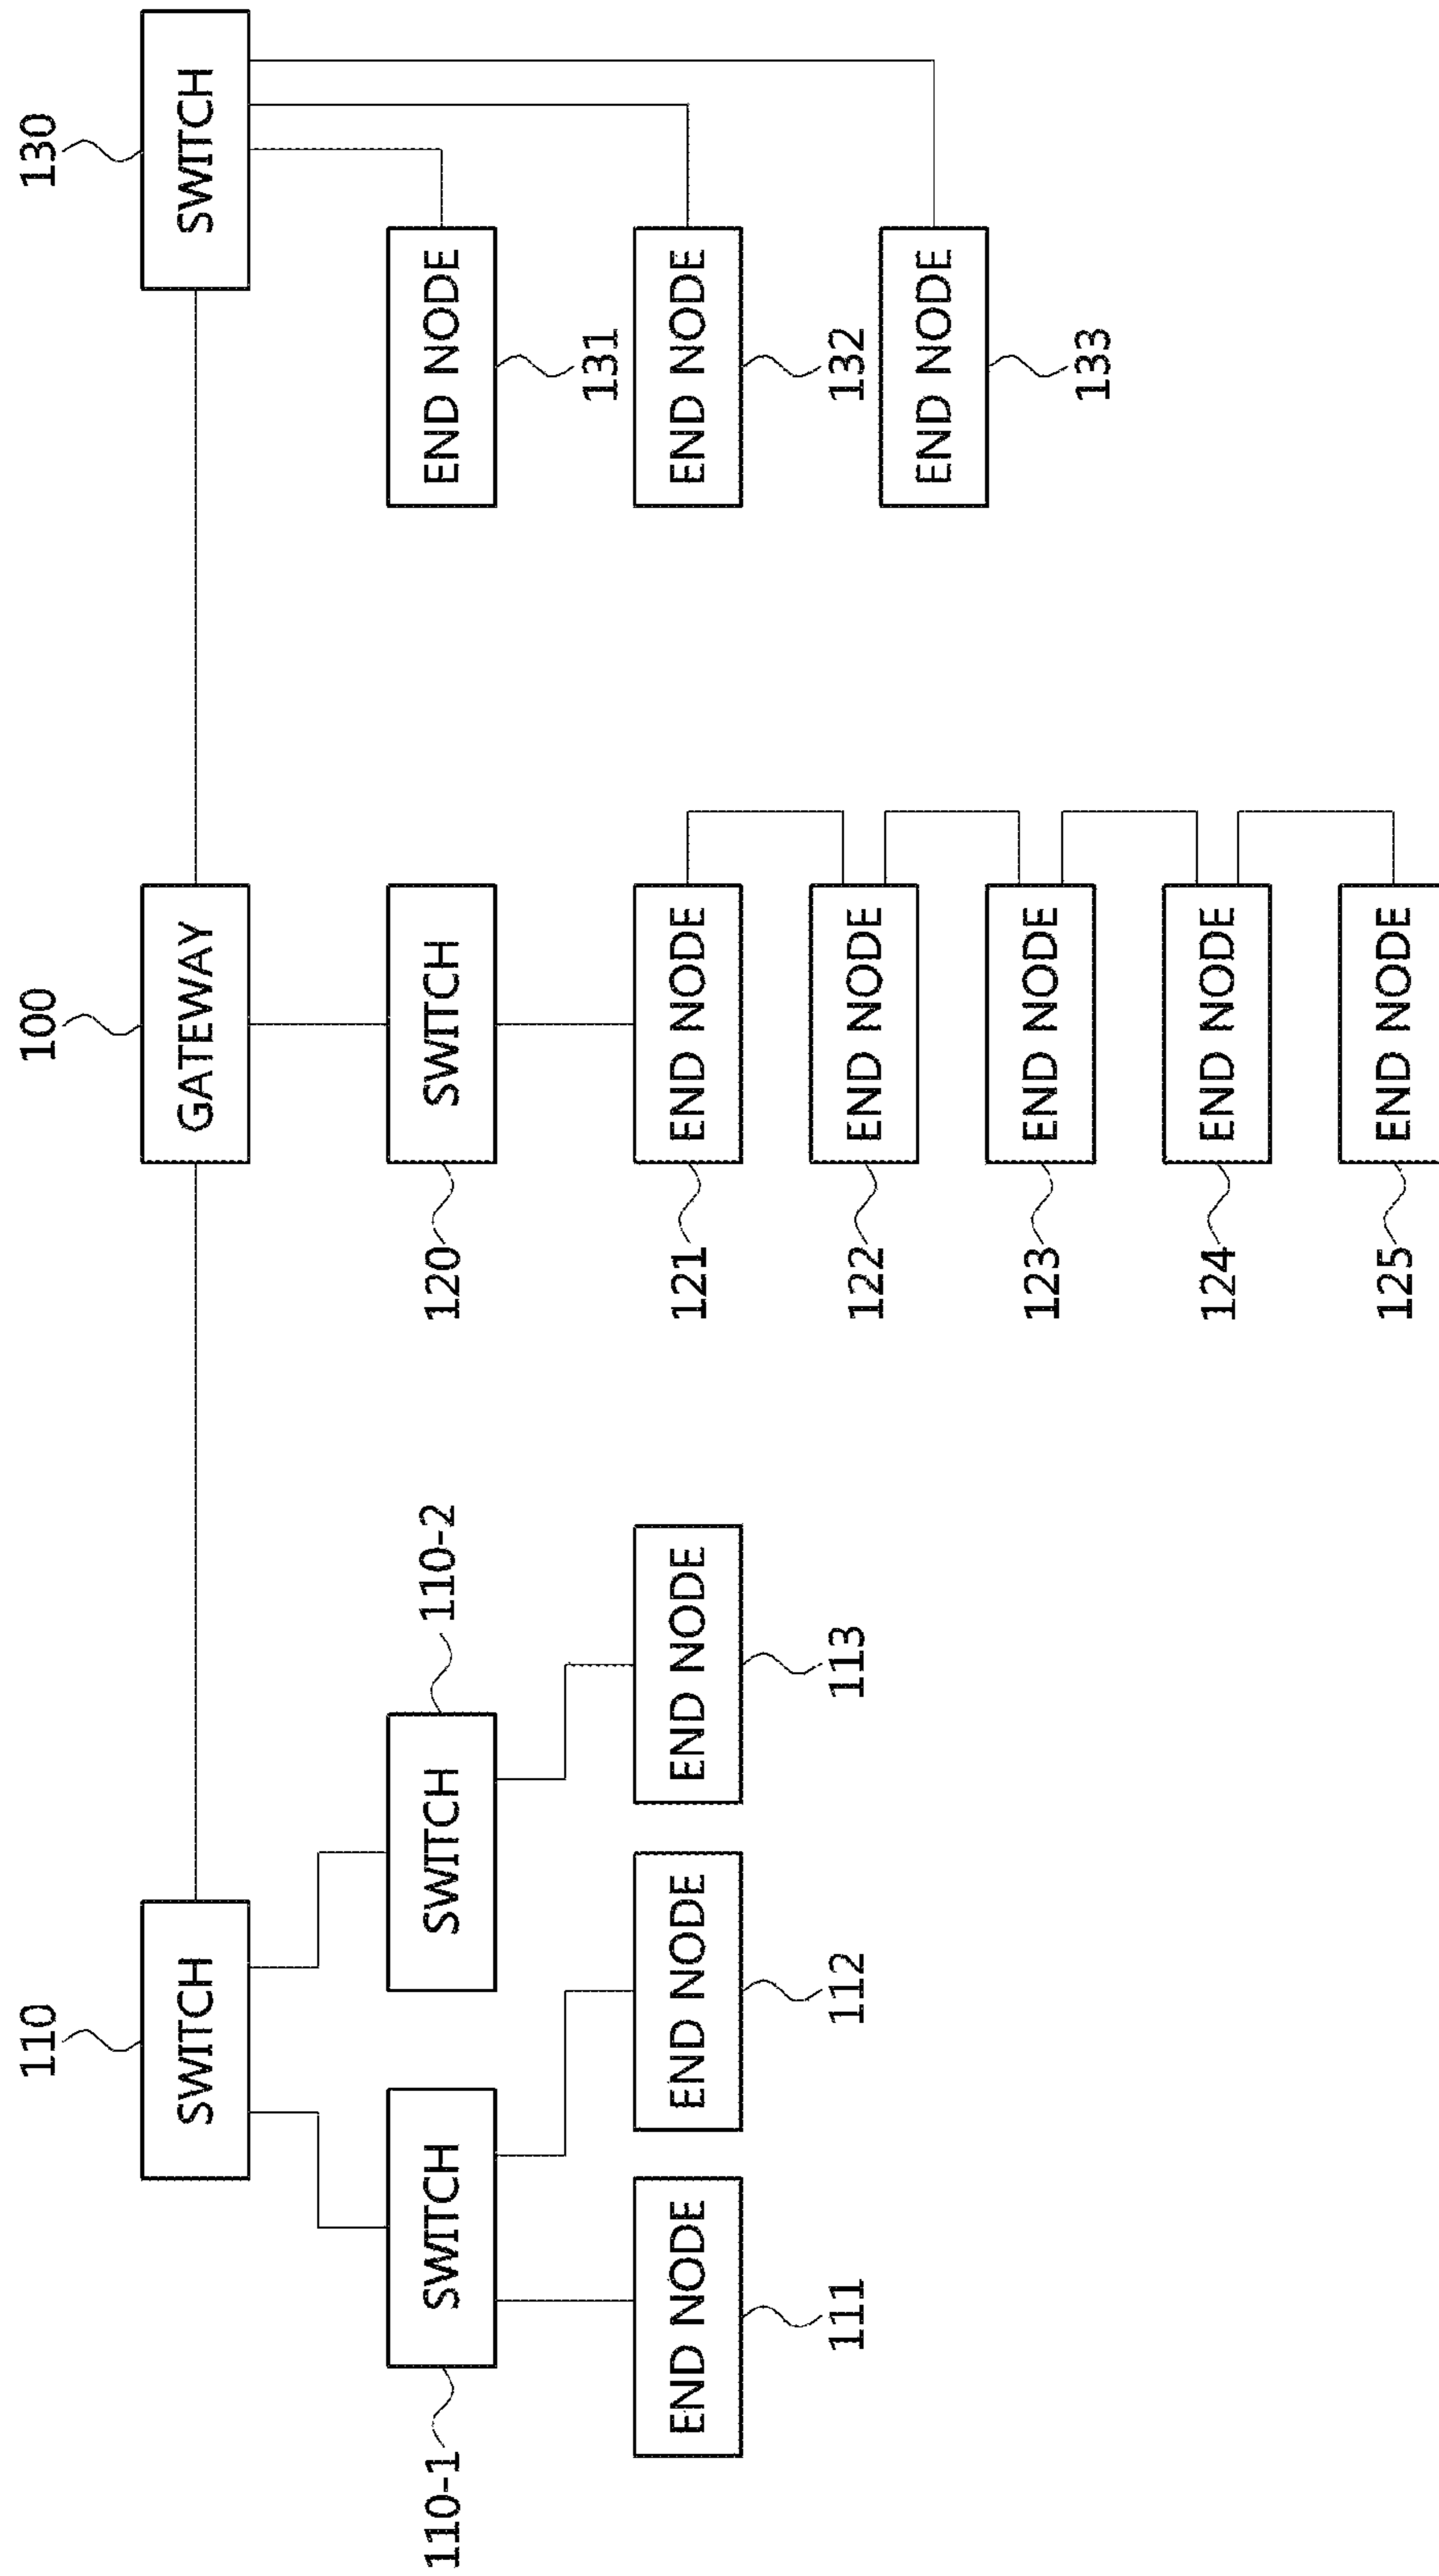 110
100
130
SWITCH
GATEWAY
SWITCH
110-1
SWITCH
SWITCH
110-2
120
SWITCH
END NODE
131
END NODE
END NODE
END NODE
111
112
113
121
END NODE
END NODE
132
122
END NODE
END NODE
133
123
END NODE
124
END NODE
125
END NODE